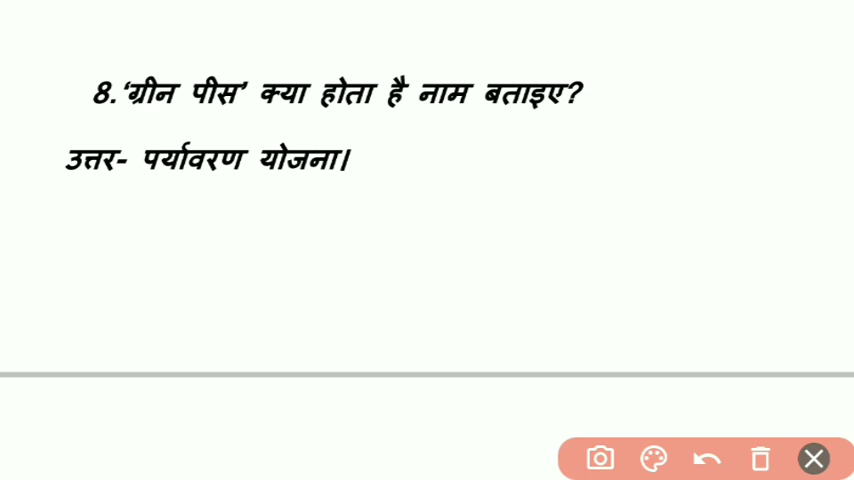 8.‘ग्रीन पीस’ क्या होता है नाम बताइए?
उत्तर- पर्यावरण योजना।